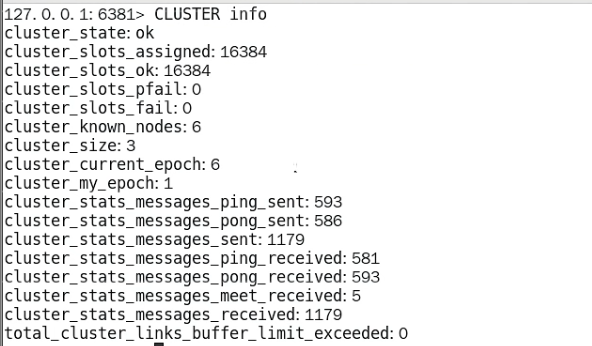 127.0.0.1:6381> CLUSTER info
cluster_state:ok
cluster_slots_assigned:16384
cluster_slots_ok:16384
cluster_slots_pfail:0
cluster_slots_fail:0
cluster_known_nodes:6
cluster_size:3
cluster_current_epoch:6
cluster_my_epoch:1
cluster_stats_messages_ping_sent:593
cluster_stats_messages_pong_sent:586
cluster_stats_messages_sent:1179
cluster_stats_messages_ping_received:581
cluster_stats_messages_pong_received:593
cluster_stats_messages_meet_received:5
cluster_stats_messages_received:1179
total_cluster_links_buffer_limit_exceeded:0